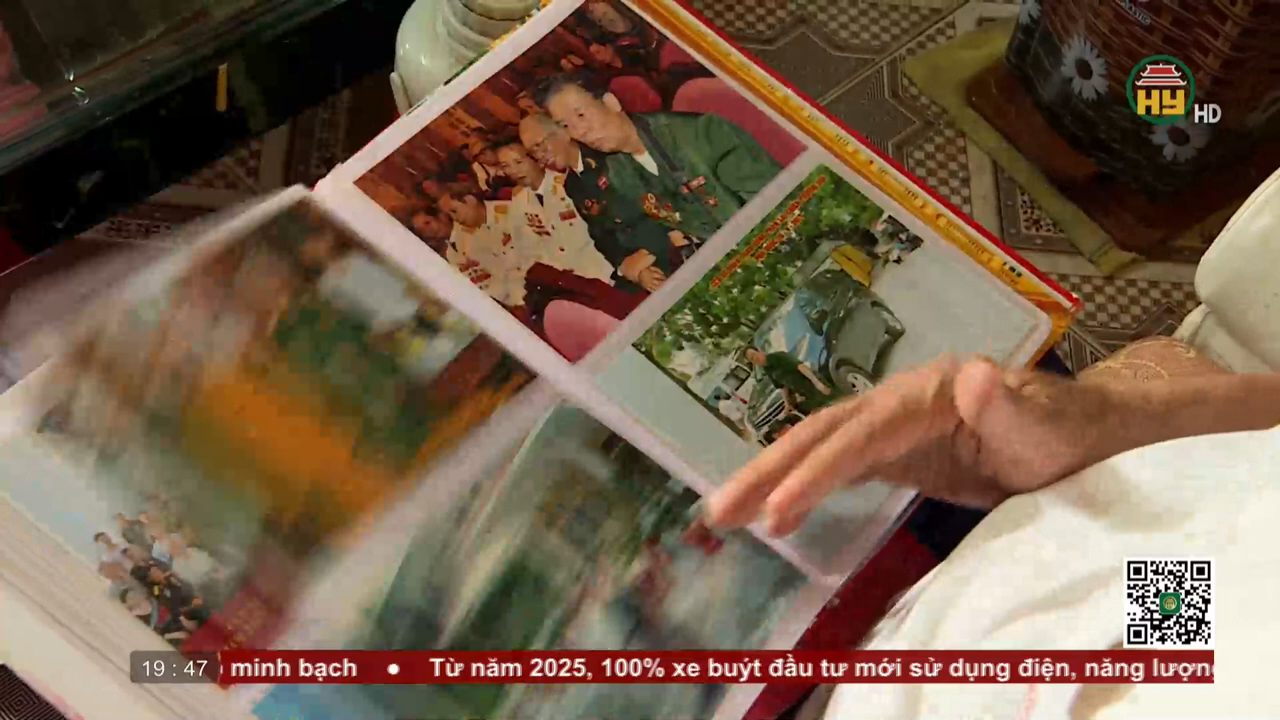 HY HD
19 : 47 minh bạch • Từ năm 2025, 100% xe buýt đầu tư mới sử dụng điện, năng lượng